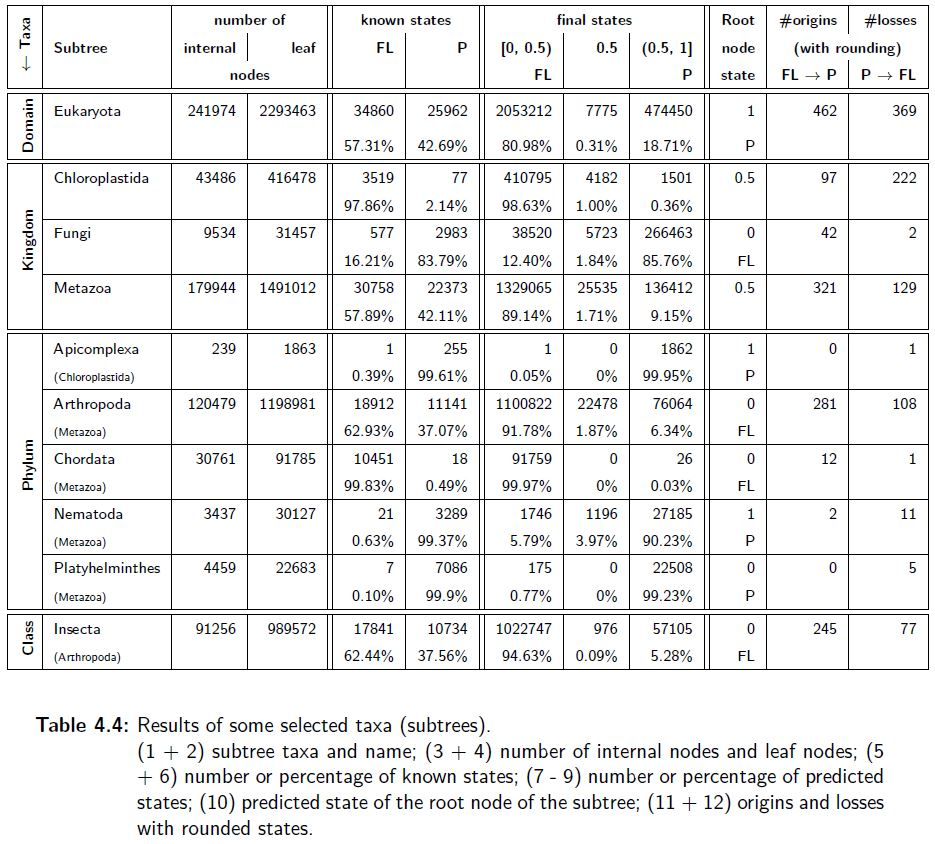 ← Taxa Subtree number of internal leaf nodes known states FL P final states [0, 0.5) 0.5 (0.5, 1] FL P Root node state #origins #losses (with rounding) FL → P P → FL
Domain
Eukaryota 241974 2293463 34860 25962 2053212 7775 474450 1 462 369
57.31% 42.69% 80.98% 0.31% 18.71% P
Kingdom
Chloroplastida 43486 416478 3519 77 410795 4182 1501 0.5 97 222
97.86% 2.14% 98.63% 1.00% 0.36%
Fungi 9534 31457 577 2983 38520 5723 266463 0 42 2
16.21% 83.79% 12.40% 1.84% 85.76% FL
Metazoa 179944 1491012 30758 22373 1329065 25535 136412 0.5 321 129
57.89% 42.11% 89.14% 1.71% 9.15%
Phylum
Apicomplexa 239 1863 1 255 1 0 1862 1 0 1
(Chloroplastida) 0.39% 99.61% 0.05% 0% 99.95% P
Arthropoda 120479 1198981 18912 11141 1100822 22478 76064 0 281 108
(Metazoa) 62.93% 37.07% 91.78% 1.87% 6.34% FL
Chordata 30761 91785 10451 18 91759 0 26 0 12 1
(Metazoa) 99.83% 0.49% 99.97% 0% 0.03% FL
Nematoda 3437 30127 21 3289 1746 1196 27185 1 2 11
(Metazoa) 0.63% 99.37% 5.79% 3.97% 90.23% P
Platyhelminthes 4459 22683 7 7086 175 0 22508 0 0 5
(Metazoa) 0.10% 99.9% 0.77% 0% 99.23% P
Class
Insecta 91256 989572 17841 10734 1022747 976 57105 0 245 77
(Arthropoda) 62.44% 37.56% 94.63% 0.09% 5.28% FL
Table 4.4: Results of some selected taxa (subtrees).
(1 + 2) subtree taxa and name; (3 + 4) number of internal nodes and leaf nodes; (5
+ 6) number or percentage of known states; (7 - 9) number or percentage of predicted
states; (10) predicted state of the root node of the subtree; (11 + 12) origins and losses
with rounded states.